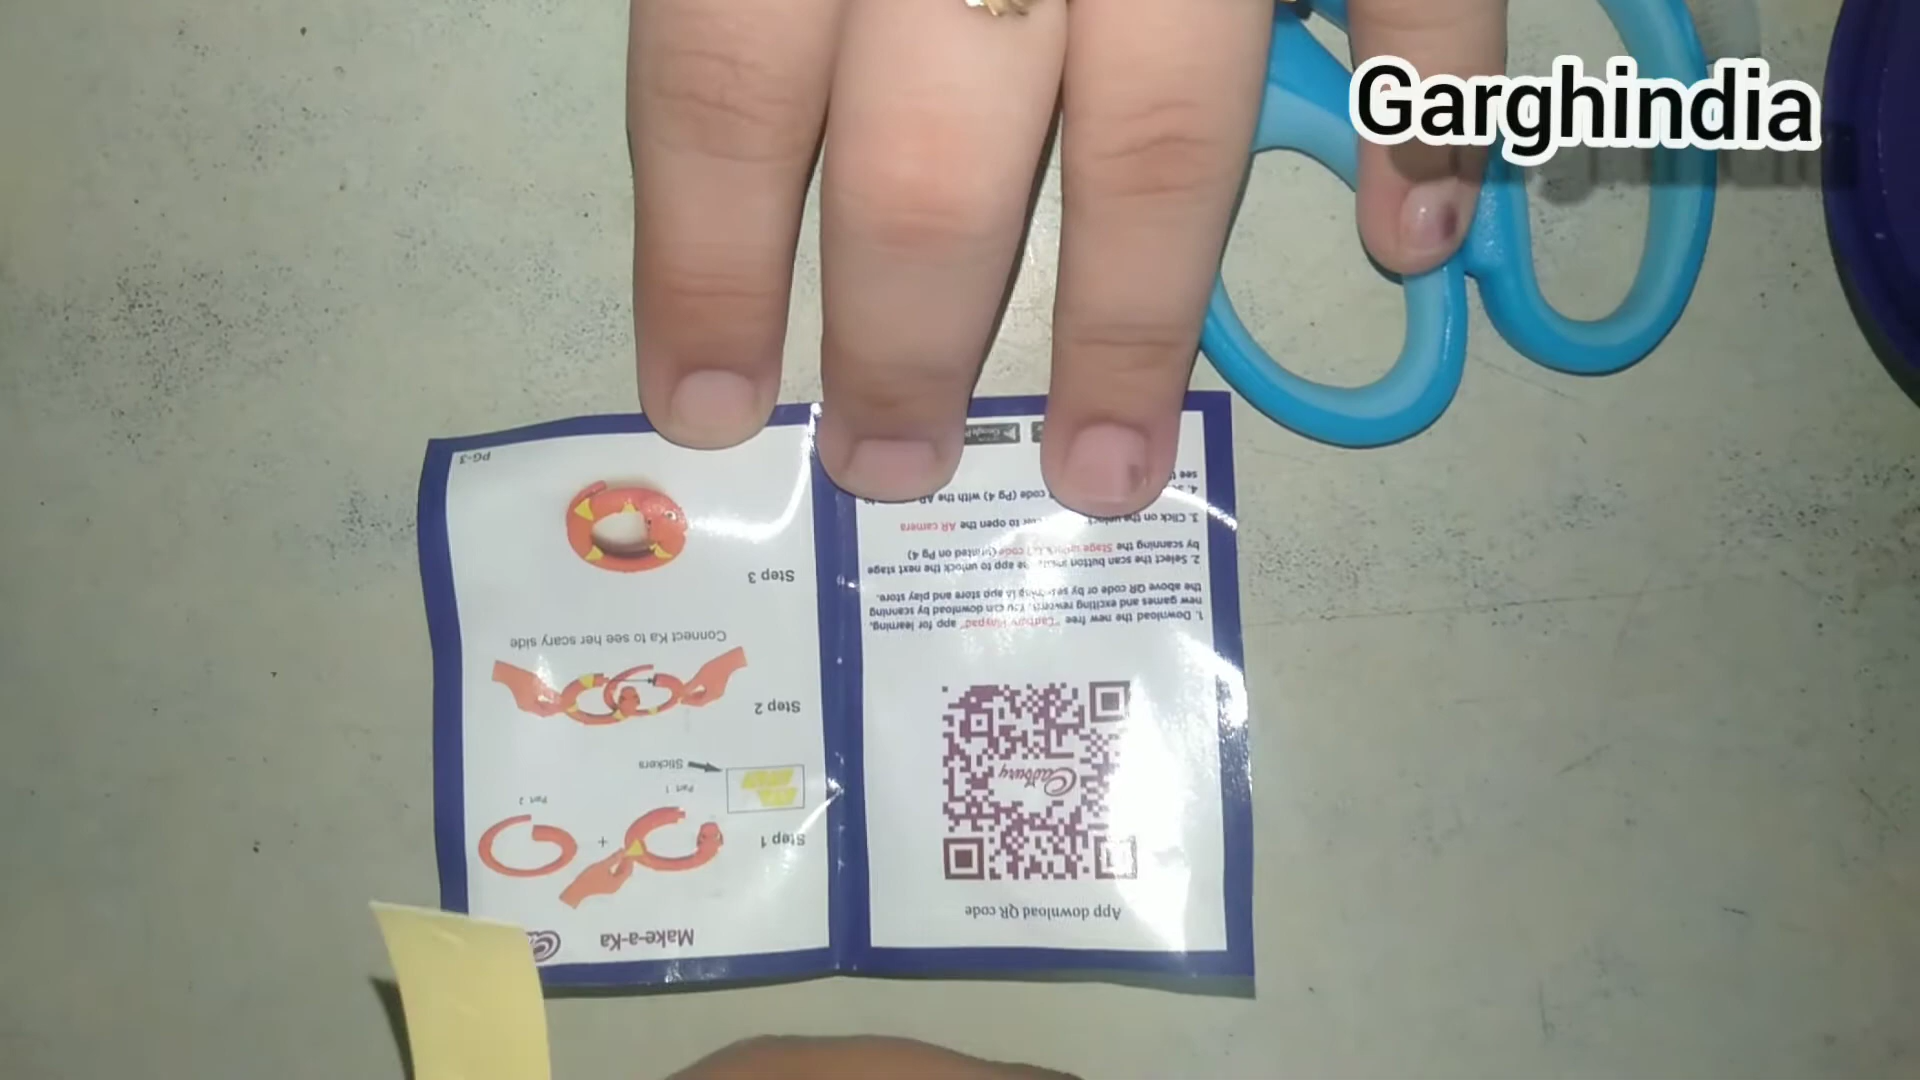 Garghindia
App download QR code
Cadbury
1. Download the new free "Cadbury Playpad" app for learning,
new games and exciting rewards. You can download by scanning
the above QR code or by searching in app store and play store.
2. Select the scan button inside the app to unlock the next stage
by scanning the Stage unlock QR code (printed on Pg 4)
3. Click on the unlock to open the AR camera
4. code (Pg 4) with the
see
Make-a-Ka
Step 1
+
Part 1
Part 2
Stickers
Step 2
Connect Ka to see her scary side
Step 3
PG-3